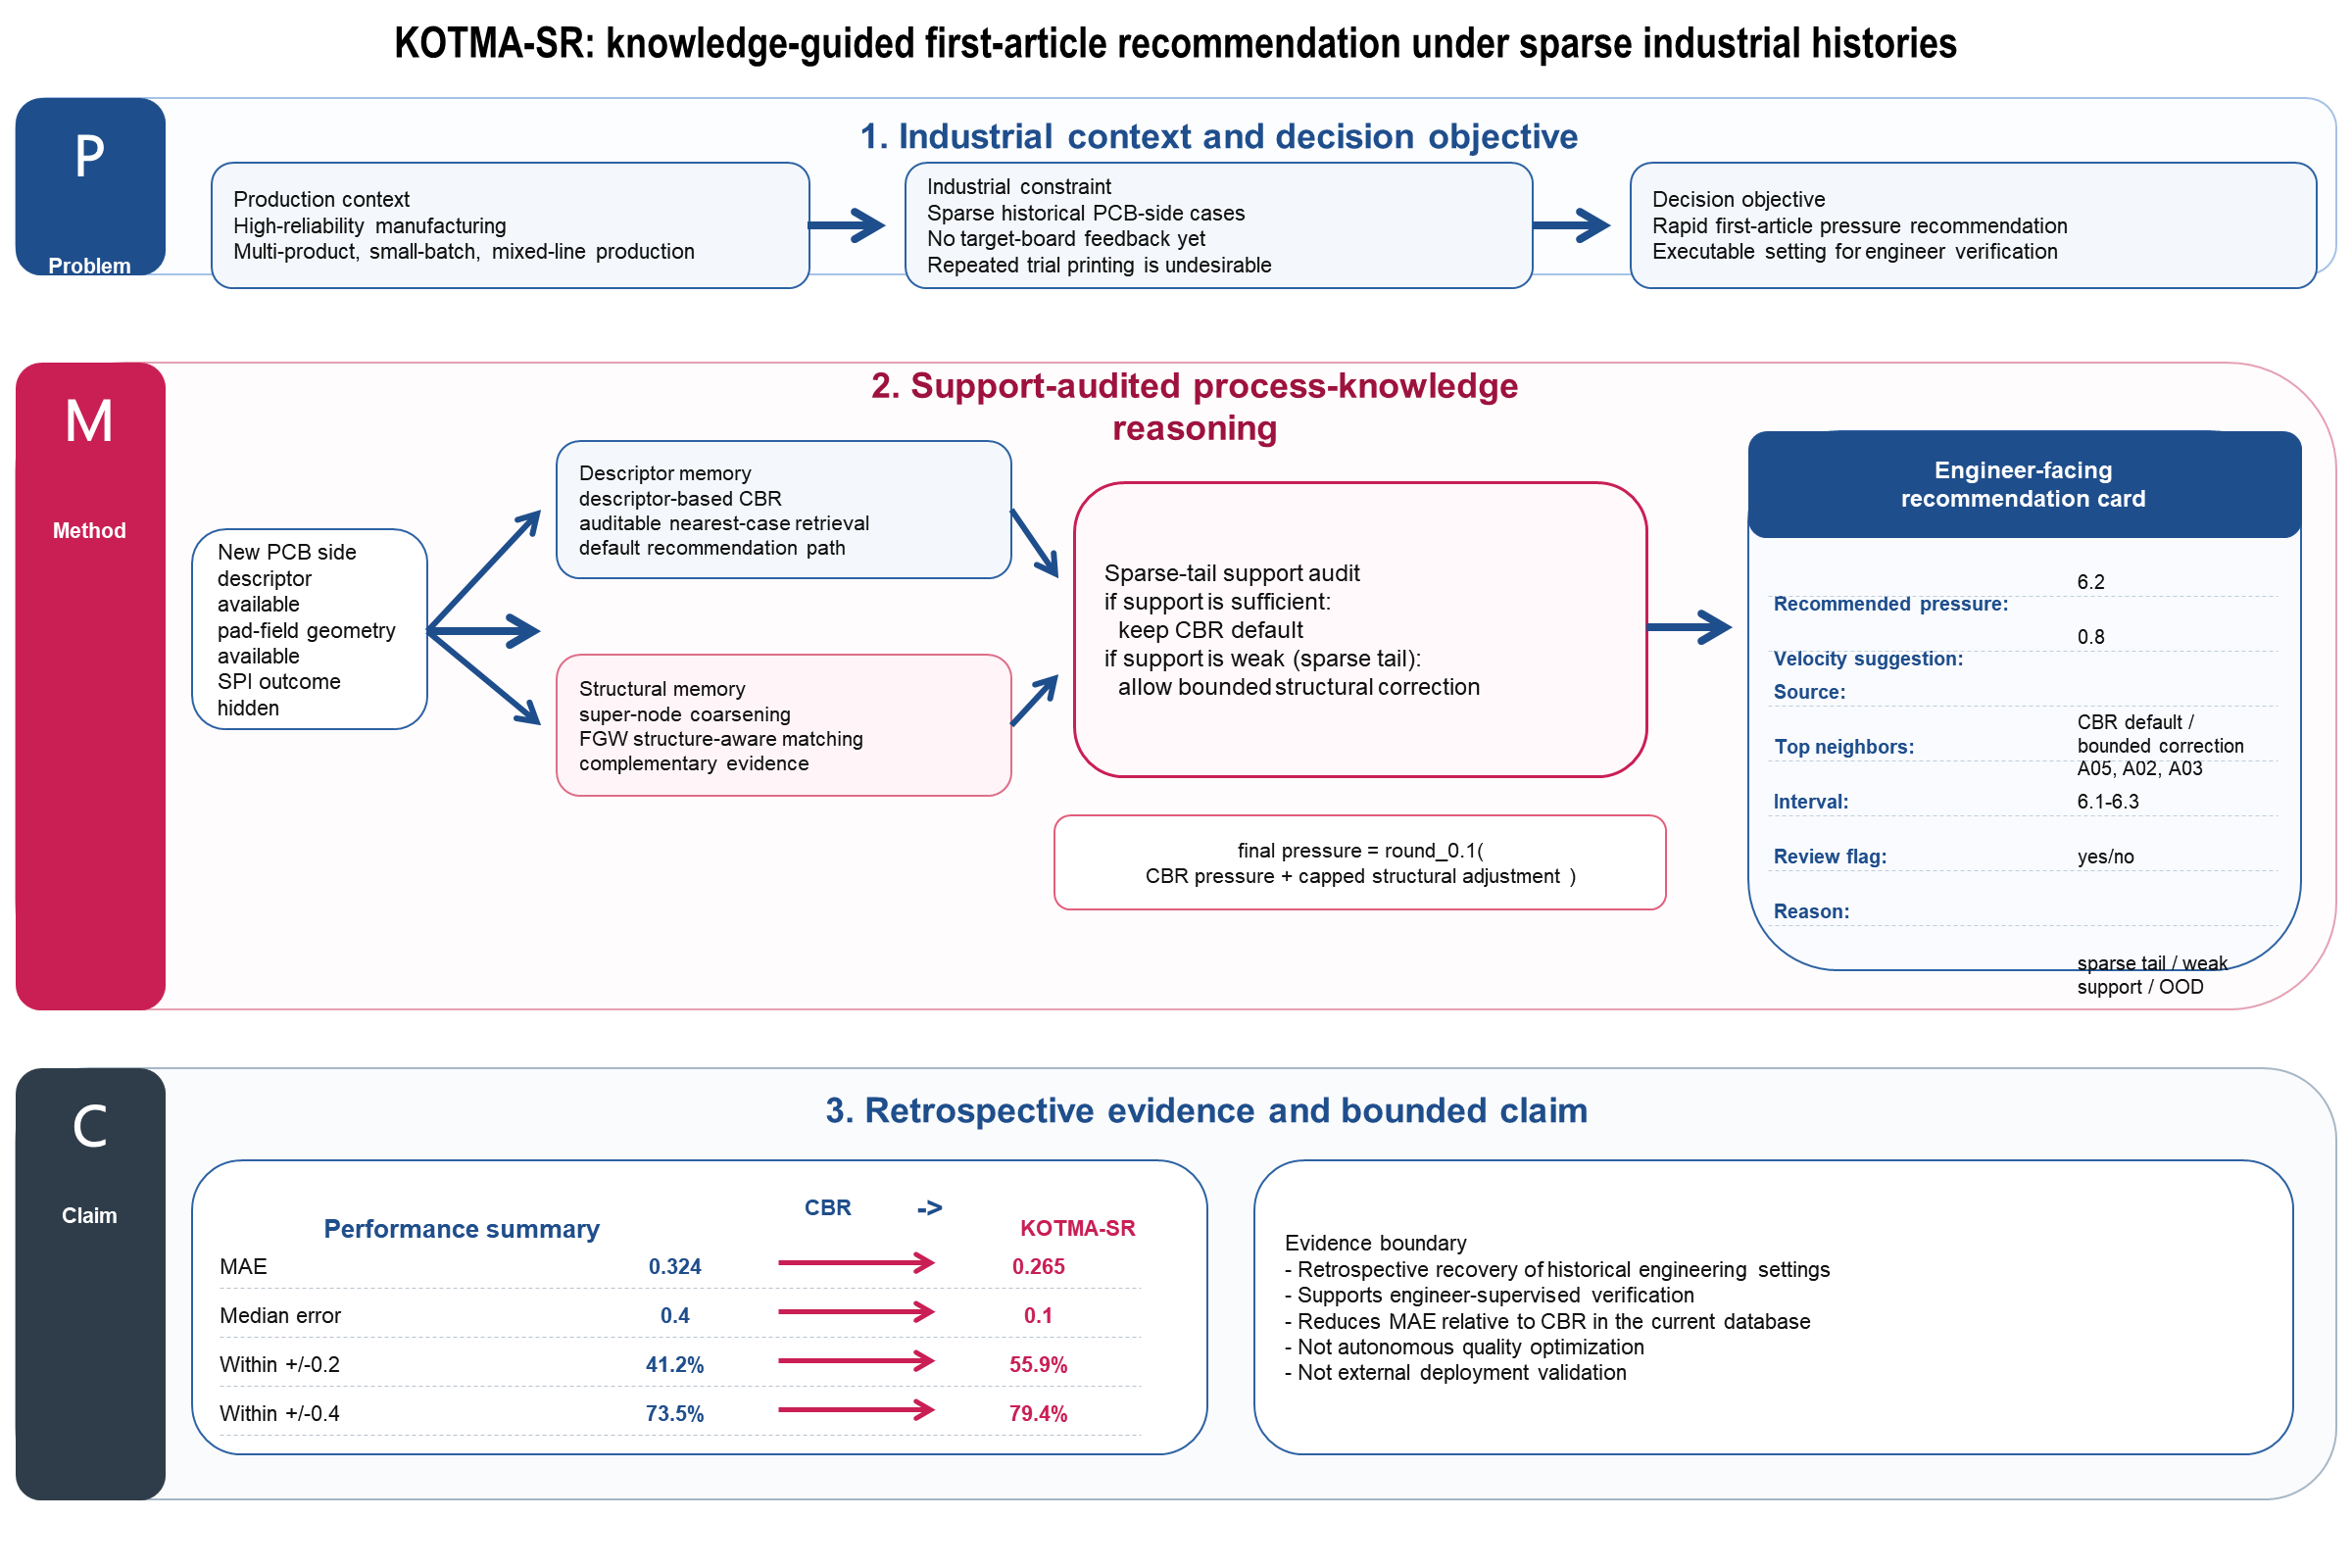 KOTMA-SR: knowledge-guided first-article recommendation under sparse industrial histories
P
Problem
1. Industrial context and decision objective
Production context
High-reliability manufacturing
Multi-product, small-batch, mixed-line production
Industrial constraint
Sparse historical PCB-side cases
No target-board feedback yet
Repeated trial printing is undesirable
Decision objective
Rapid first-article pressure recommendation
Executable setting for engineer verification
M
Method
2. Support-audited process-knowledge
reasoning
New PCB side
descriptor
available
pad-field geometry
available
SPI outcome
hidden
Descriptor memory
descriptor-based CBR
auditable nearest-case retrieval
default recommendation path
Structural memory
super-node coarsening
FGW structure-aware matching
complementary evidence
Sparse-tail support audit
if support is sufficient:
keep CBR default
if support is weak (sparse tail):
allow bounded structural correction
final pressure = round_0.1(
CBR pressure + capped structural adjustment )
Engineer-facing
recommendation card
6.2
Recommended pressure:
0.8
Velocity suggestion:
Source:
CBR default /
bounded correction
Top neighbors:
A05, A02, A03
Interval:
6.1-6.3
Review flag:
yes/no
Reason:
sparse tail / weak
support / OOD
C
Claim
3. Retrospective evidence and bounded claim
Performance summary
CBR
->
KOTMA-SR
MAE 0.324 0.265
Median error 0.4 0.1
Within +/-0.2 41.2% 55.9%
Within +/-0.4 73.5% 79.4%
Evidence boundary
- Retrospective recovery of historical engineering settings
- Supports engineer-supervised verification
- Reduces MAE relative to CBR in the current database
- Not autonomous quality optimization
- Not external deployment validation